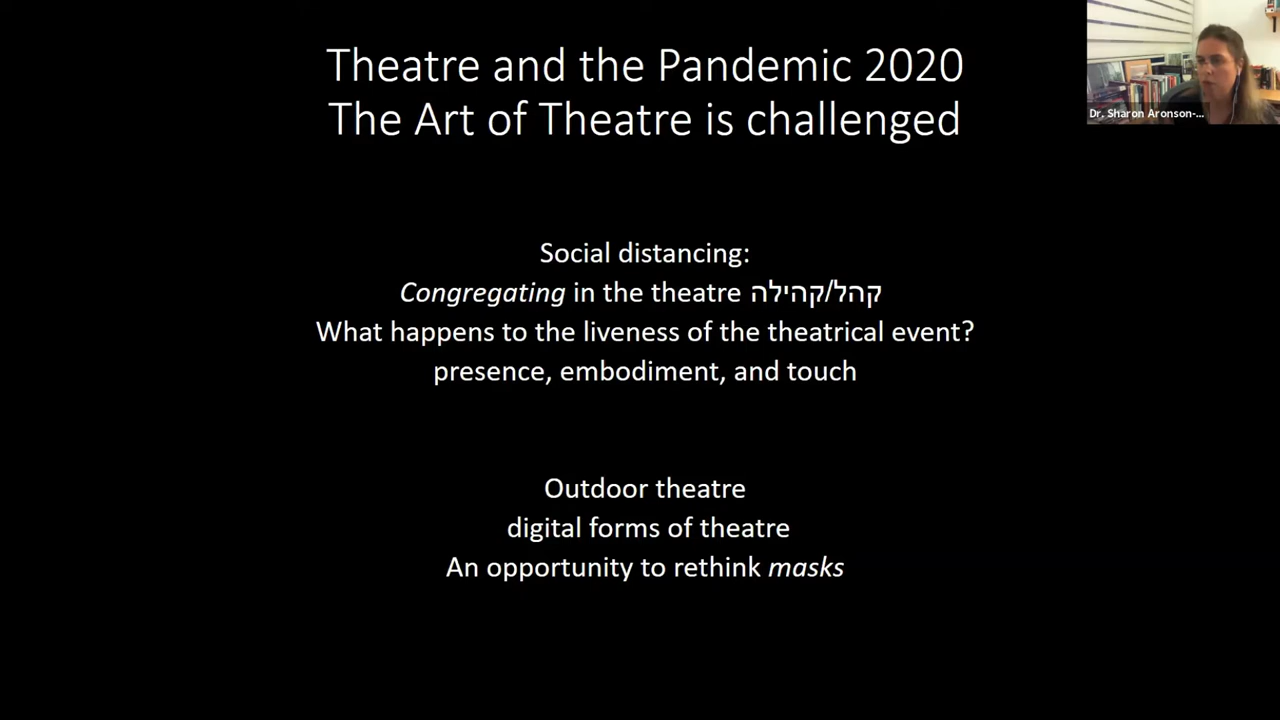 Theatre and the Pandemic 2020
The Art of Theatre is challenged
Dr. Sharon Aronson-...
Social distancing:
Congregating in the theatre קהל/קהילה
What happens to the liveness of the theatrical event?
presence, embodiment, and touch
Outdoor theatre
digital forms of theatre
An opportunity to rethink masks